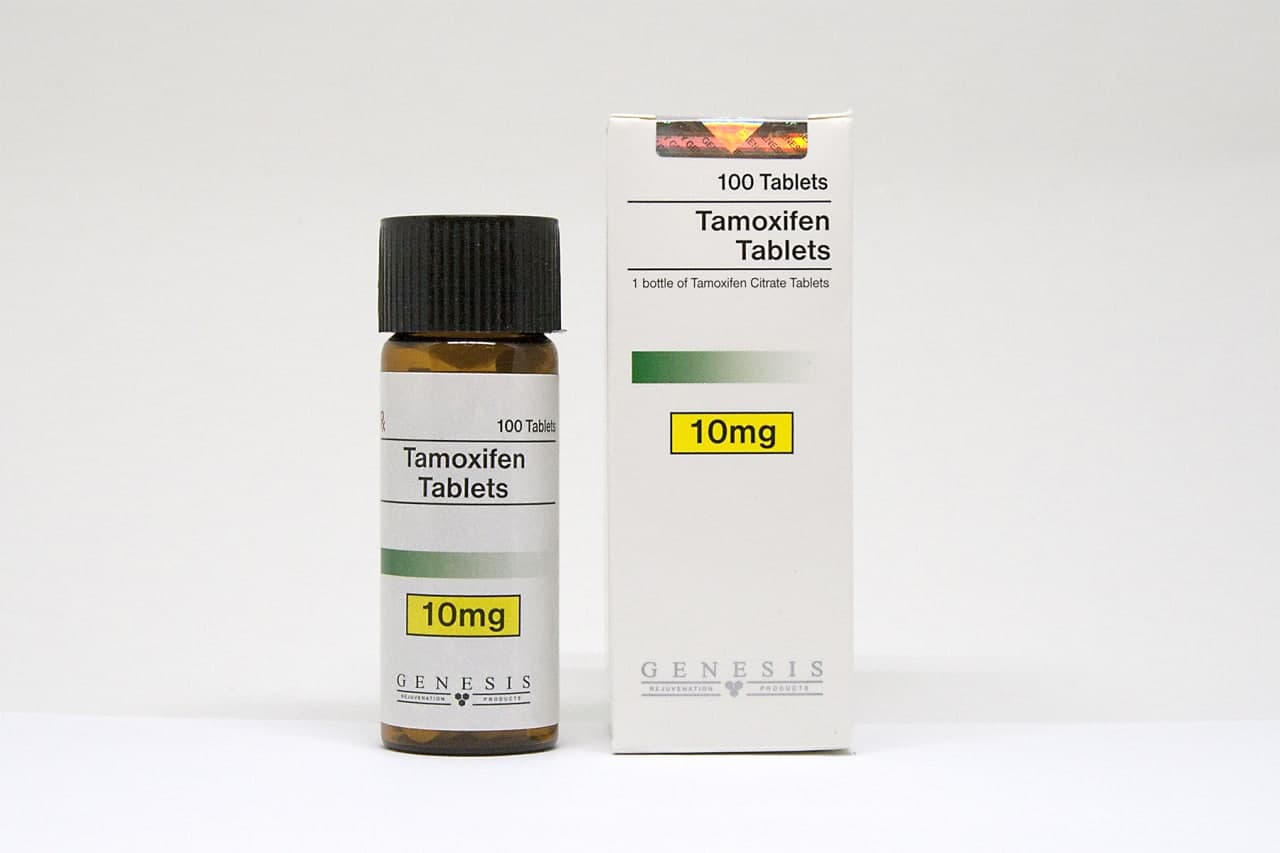 ℞
100 Tablets
Tamoxifen
Tablets
10mg
GENESIS
REJUVENATION PRODUCTS
100 Tablets
Tamoxifen
Tablets
1 bottle of Tamoxifen Citrate Tablets
10mg
GENESIS
REJUVENATION PRODUCTS